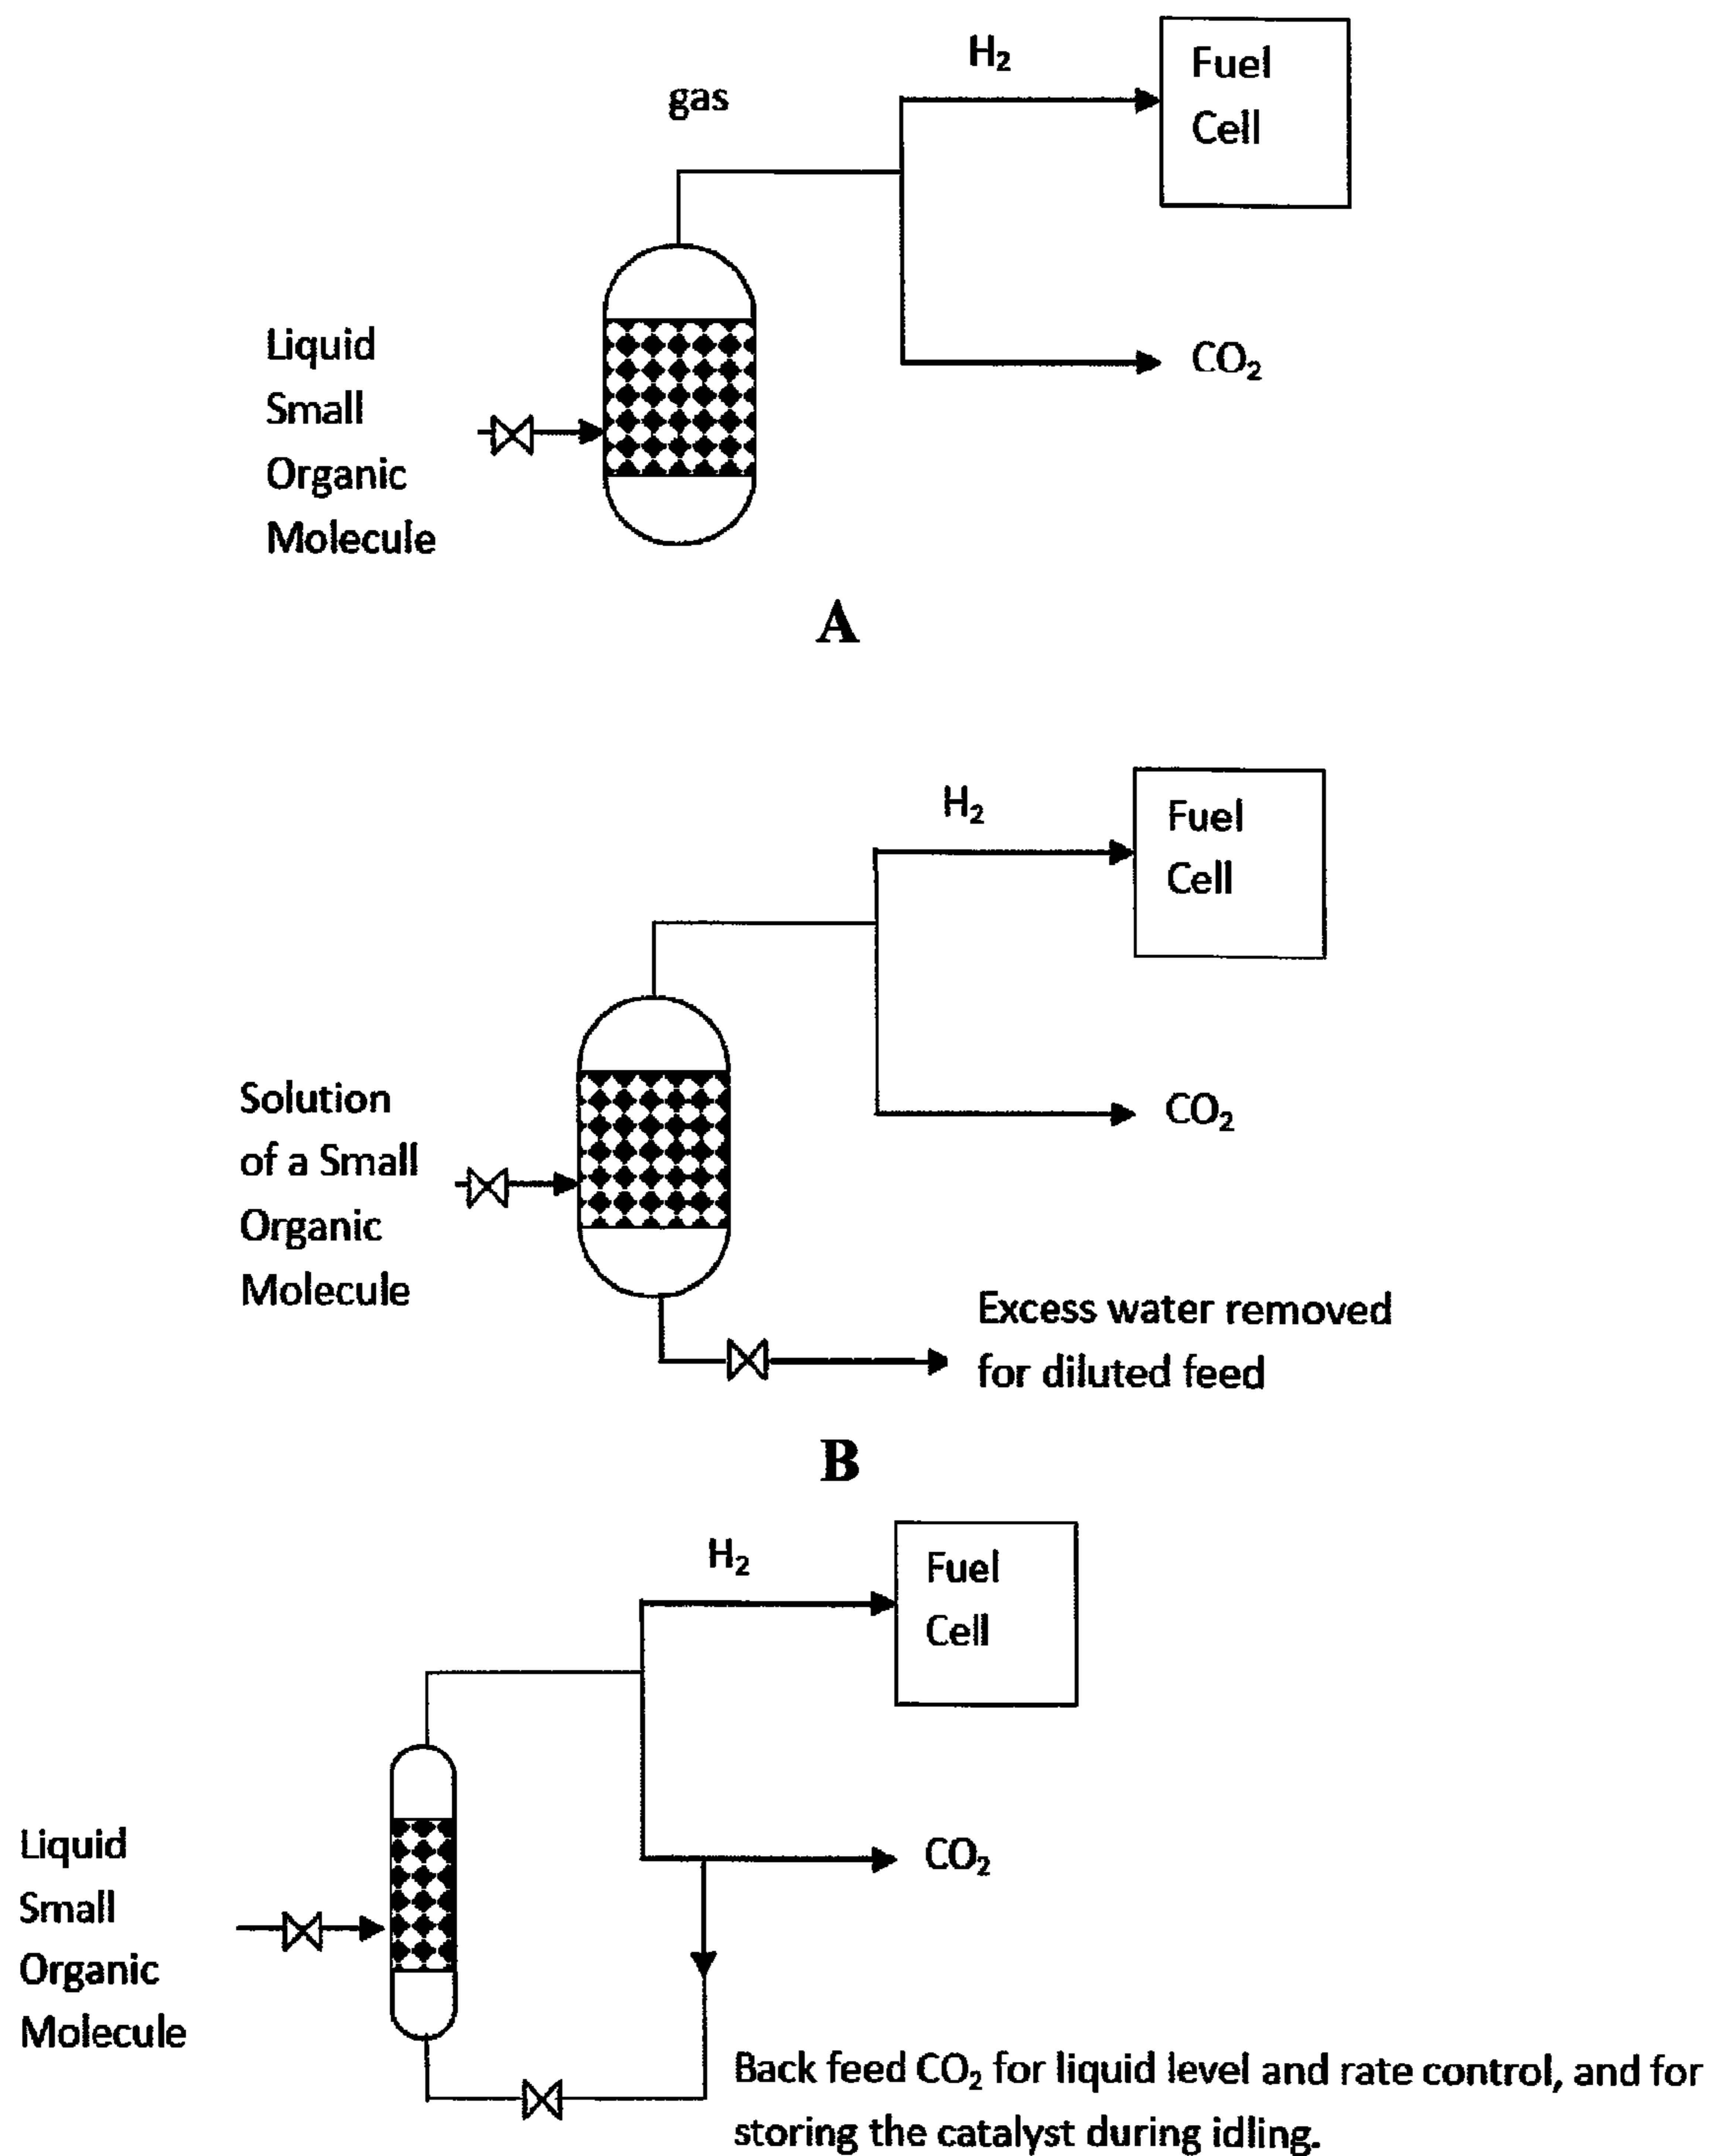 H₂
Fuel
Cell
gas
Liquid
Small
Organic
Molecule
CO₂
A
H₂
Fuel
Cell
Solution
of a Small
Organic
Molecule
CO₂
Excess water removed
for diluted feed
B
H₂
Fuel
Cell
Liquid
Small
Organic
Molecule
CO₂
Back feed CO₂ for liquid level and rate control, and for
storing the catalyst during idling.